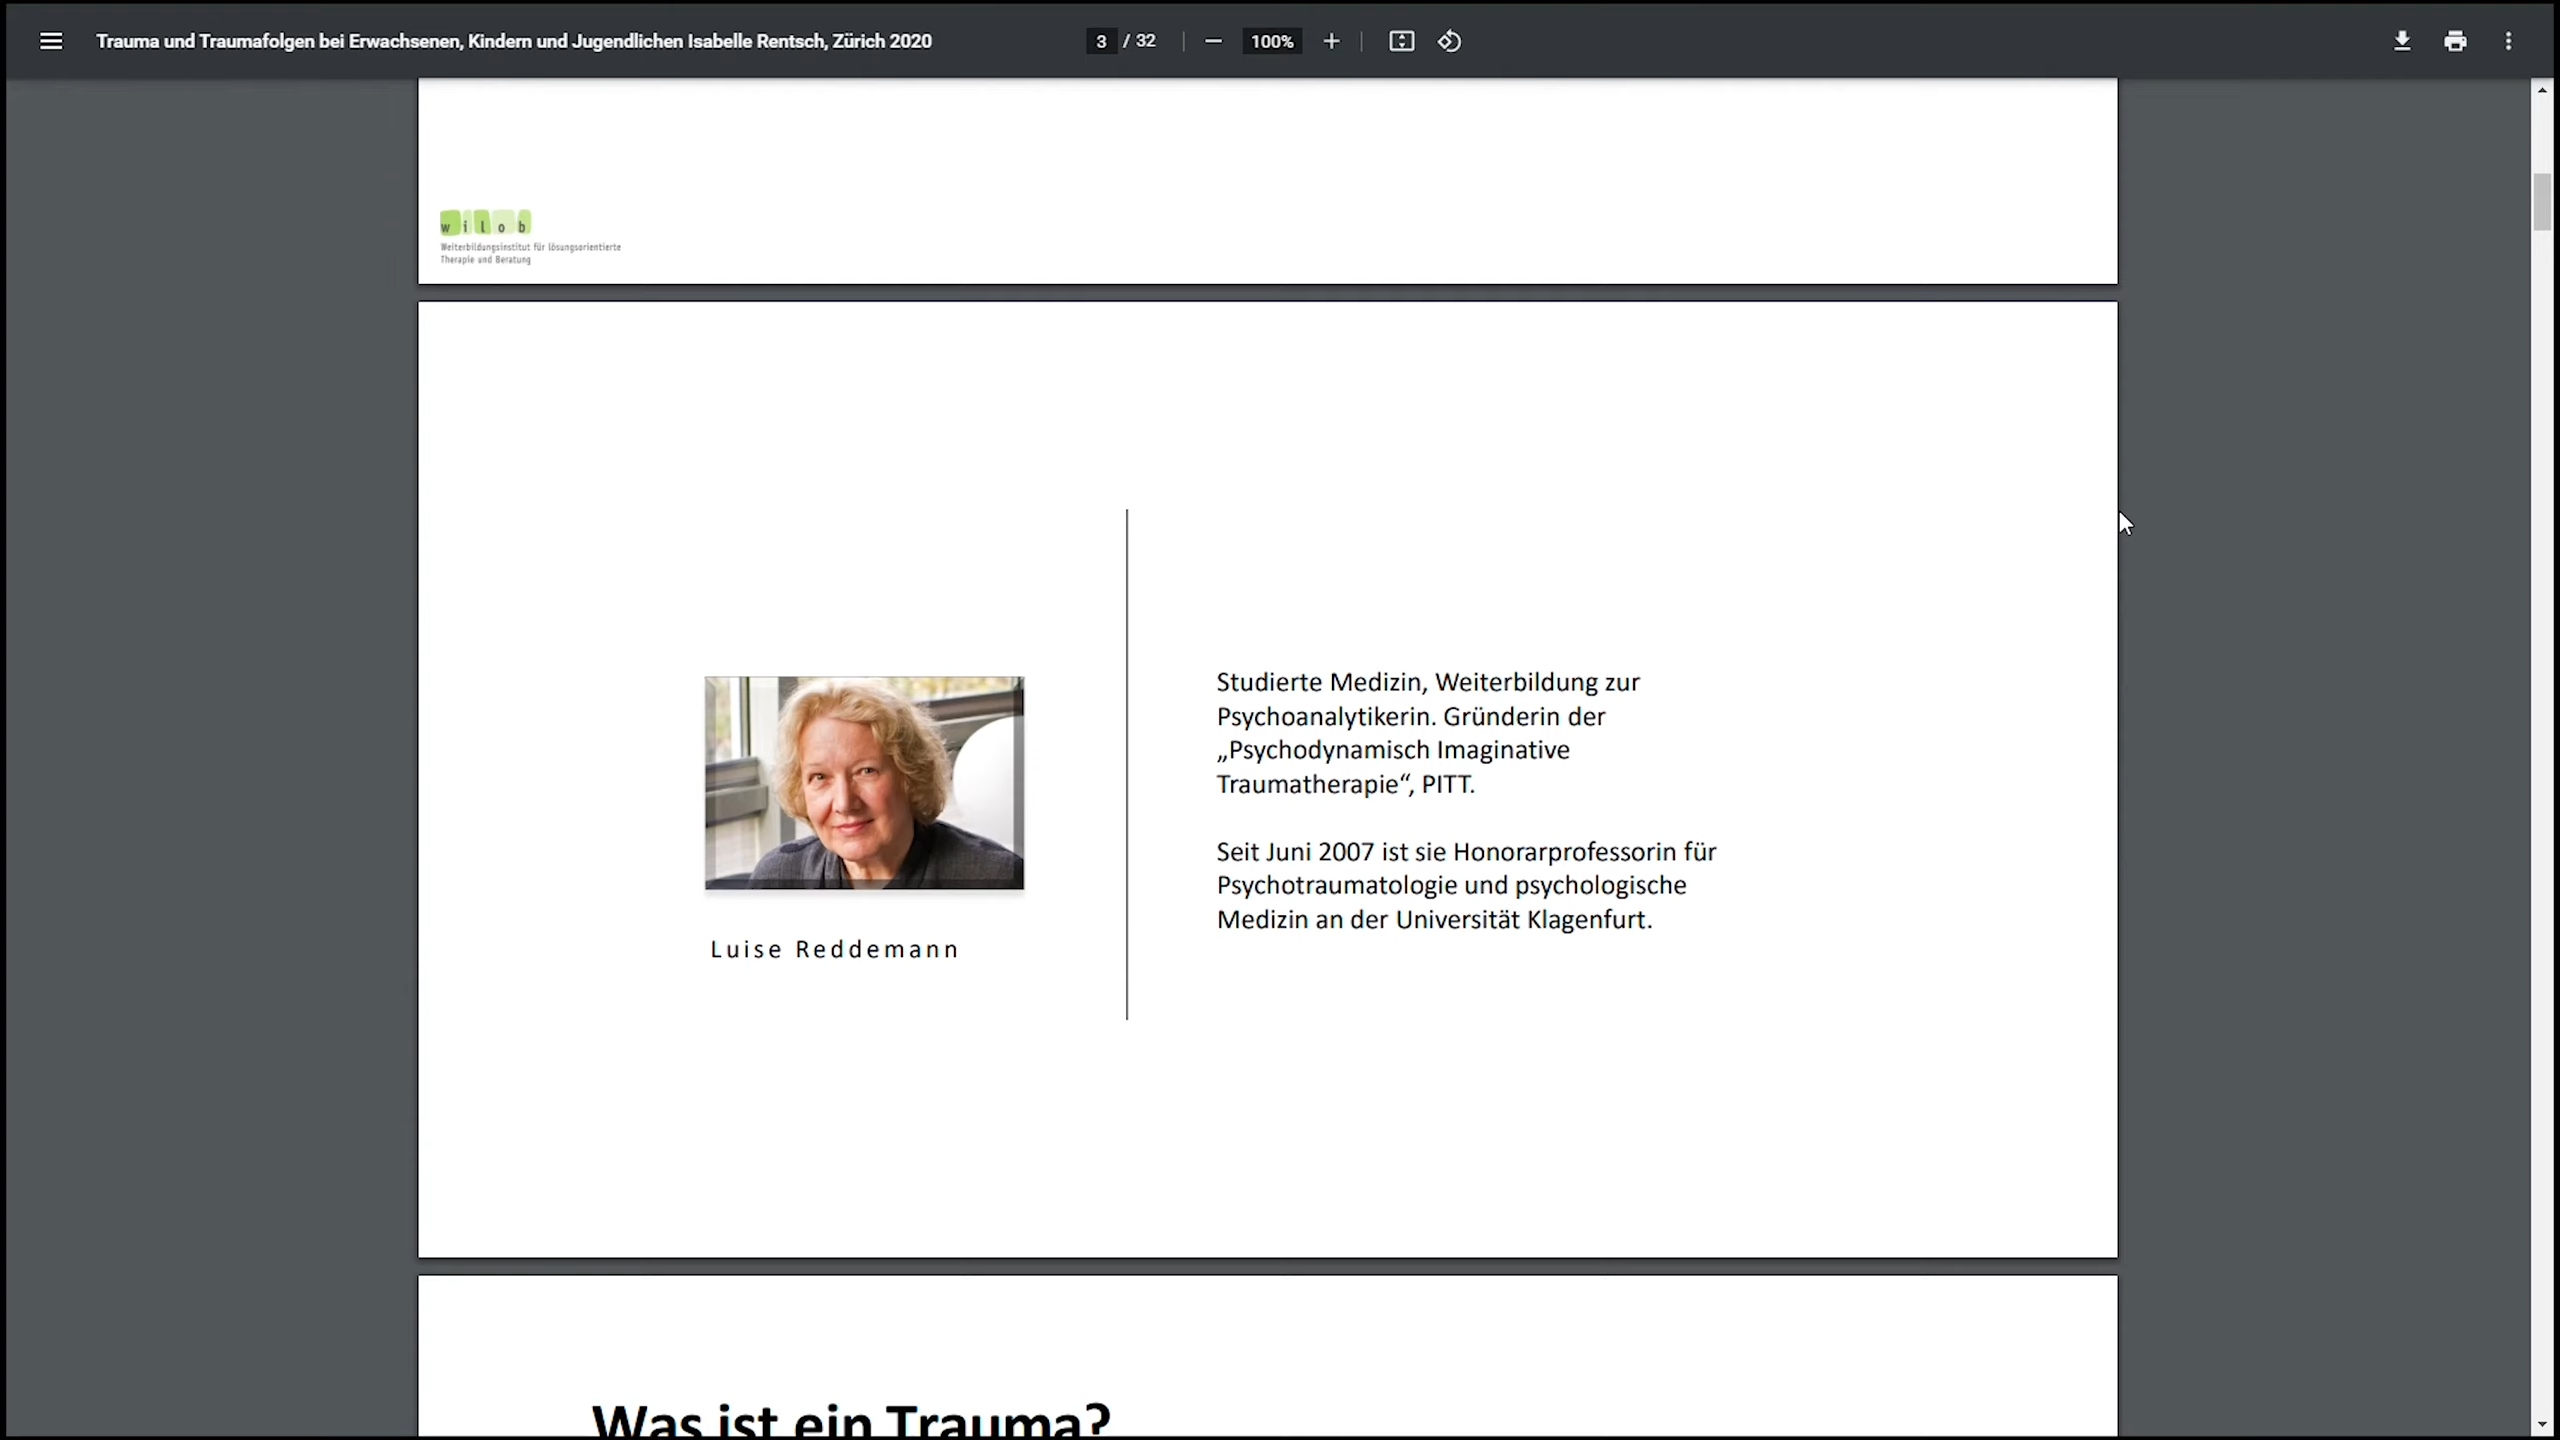 Trauma und Traumafolgen bei Erwachsenen, Kindern und Jugendlichen Isabelle Rentsch, Zürich 2020
3 / 32
100%
w i l o b
Weiterbildungsinstitut für lösungsorientierte
Therapie und Beratung
Luise Reddemann
Studierte Medizin, Weiterbildung zur
Psychoanalytikerin. Gründerin der
„Psychodynamisch Imaginative
Traumatherapie“, PITT.
Seit Juni 2007 ist sie Honorarprofessorin für
Psychotraumatologie und psychologische
Medizin an der Universität Klagenfurt.
Was ist ein Trauma?